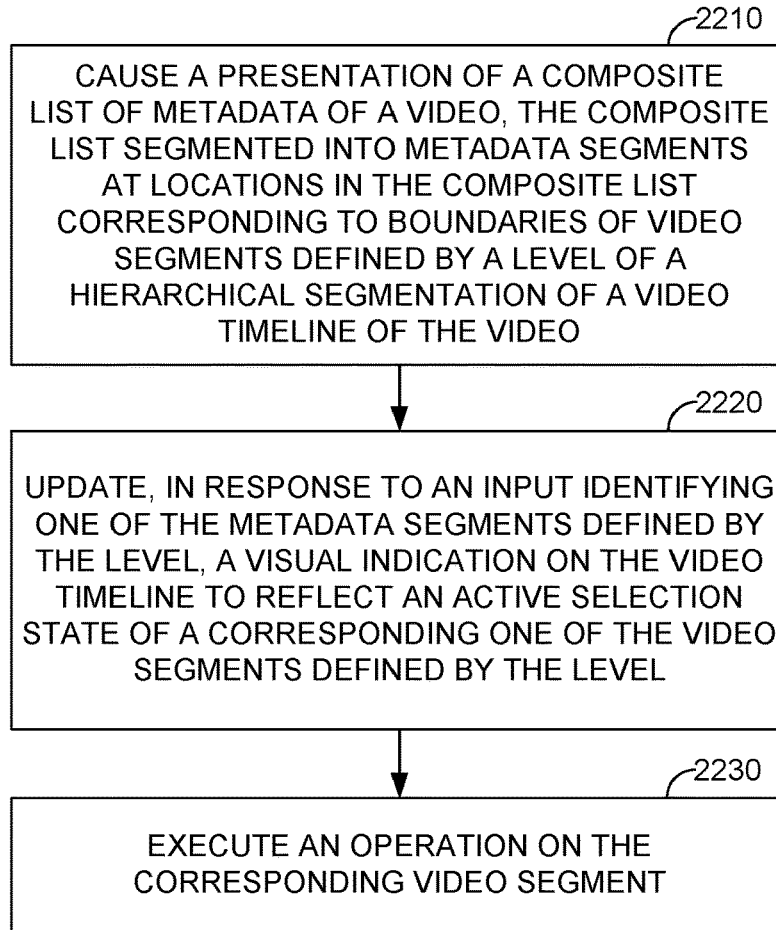 2210
CAUSE A PRESENTATION OF A COMPOSITE
LIST OF METADATA OF A VIDEO, THE COMPOSITE
LIST SEGMENTED INTO METADATA SEGMENTS
AT LOCATIONS IN THE COMPOSITE LIST
CORRESPONDING TO BOUNDARIES OF VIDEO
SEGMENTS DEFINED BY A LEVEL OF A
HIERARCHICAL SEGMENTATION OF A VIDEO
TIMELINE OF THE VIDEO
2220
UPDATE, IN RESPONSE TO AN INPUT IDENTIFYING
ONE OF THE METADATA SEGMENTS DEFINED BY
THE LEVEL, A VISUAL INDICATION ON THE VIDEO
TIMELINE TO REFLECT AN ACTIVE SELECTION
STATE OF A CORRESPONDING ONE OF THE VIDEO
SEGMENTS DEFINED BY THE LEVEL
2230
EXECUTE AN OPERATION ON THE
CORRESPONDING VIDEO SEGMENT